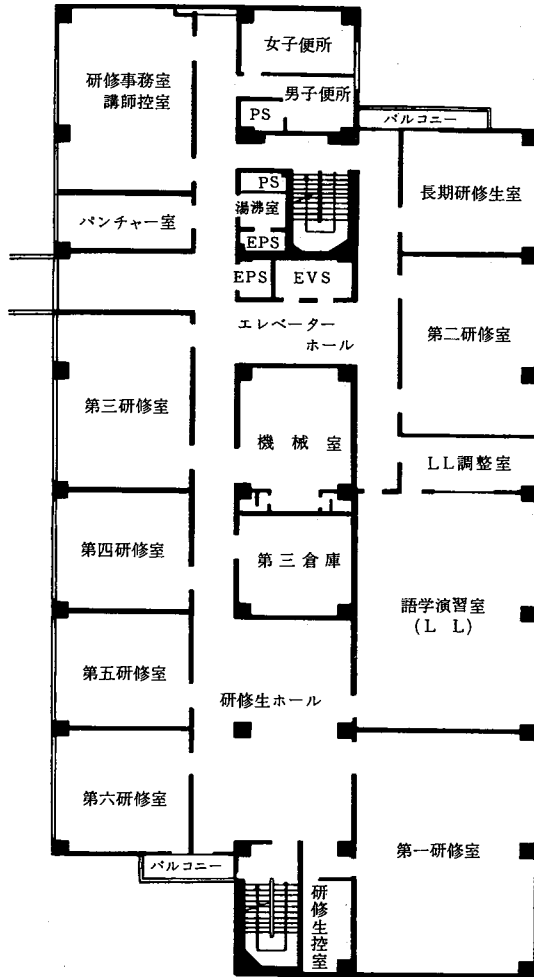 女子便所
研修事務室
講師控室
男子便所
PS
バルコニー
PS
長期研修生室
湯沸室
パンチャー室
EPS
EPS
EVS
エレベーター
ホール
第二研修室
第三研修室
機械室
LL調整室
第四研修室
第三倉庫
語学演習室
(L L)
第五研修室
研修生ホール
第六研修室
第一研修室
バルコニー
研修生控室